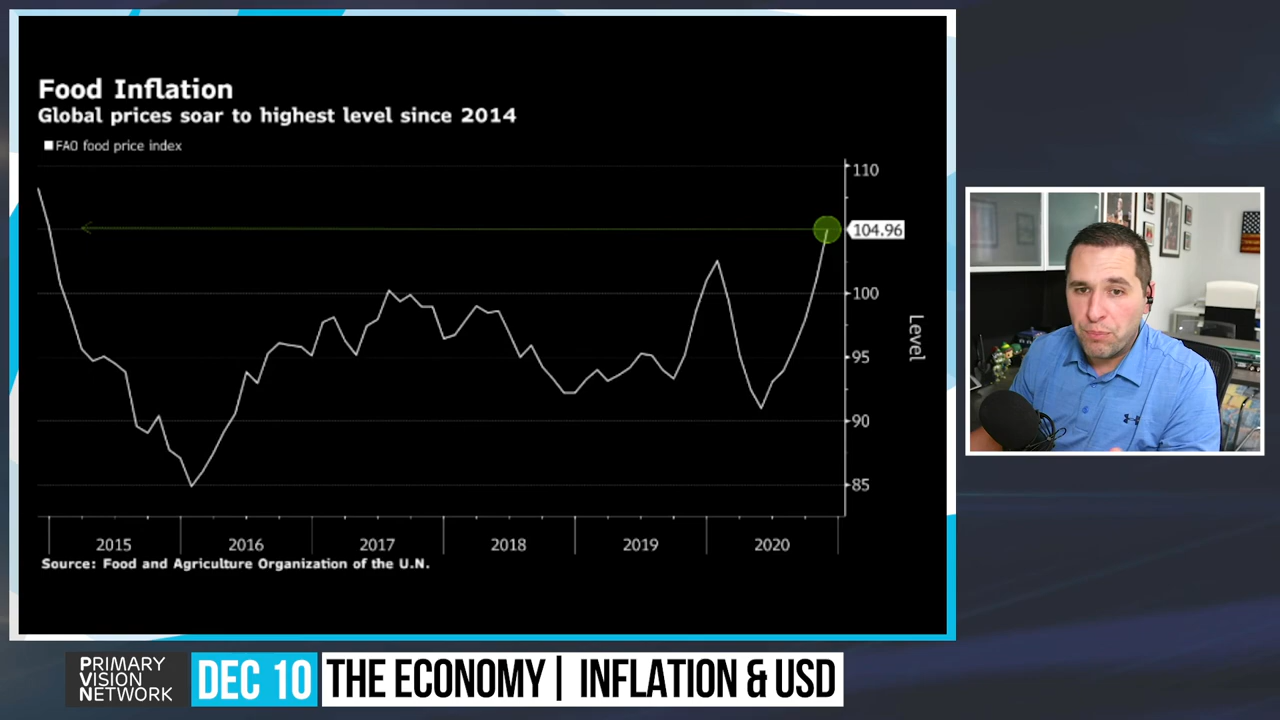 Food Inflation
Global prices soar to highest level since 2014
FAO food price index
110
104.96
100
95
90
85
Level
2015 2016 2017 2018 2019 2020
Source: Food and Agriculture Organization of the U.N.
PRIMARY
VISION
NETWORK
DEC 10 THE ECONOMY | INFLATION & USD